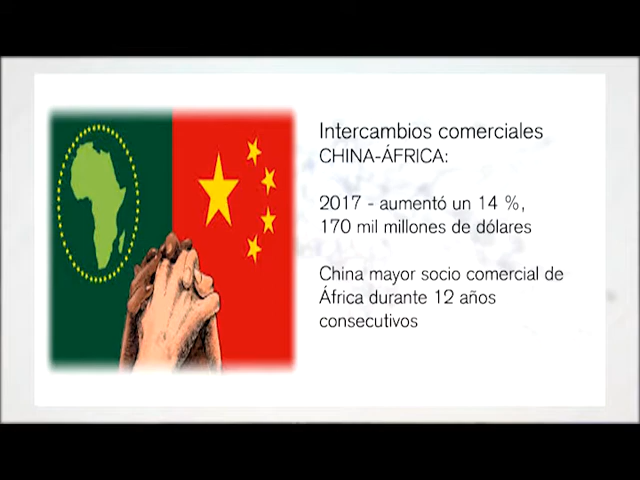 Intercambios comerciales
CHINA-ÁFRICA:
2017 - aumentó un 14 %,
170 mil millones de dólares
China mayor socio comercial de
África durante 12 años
consecutivos